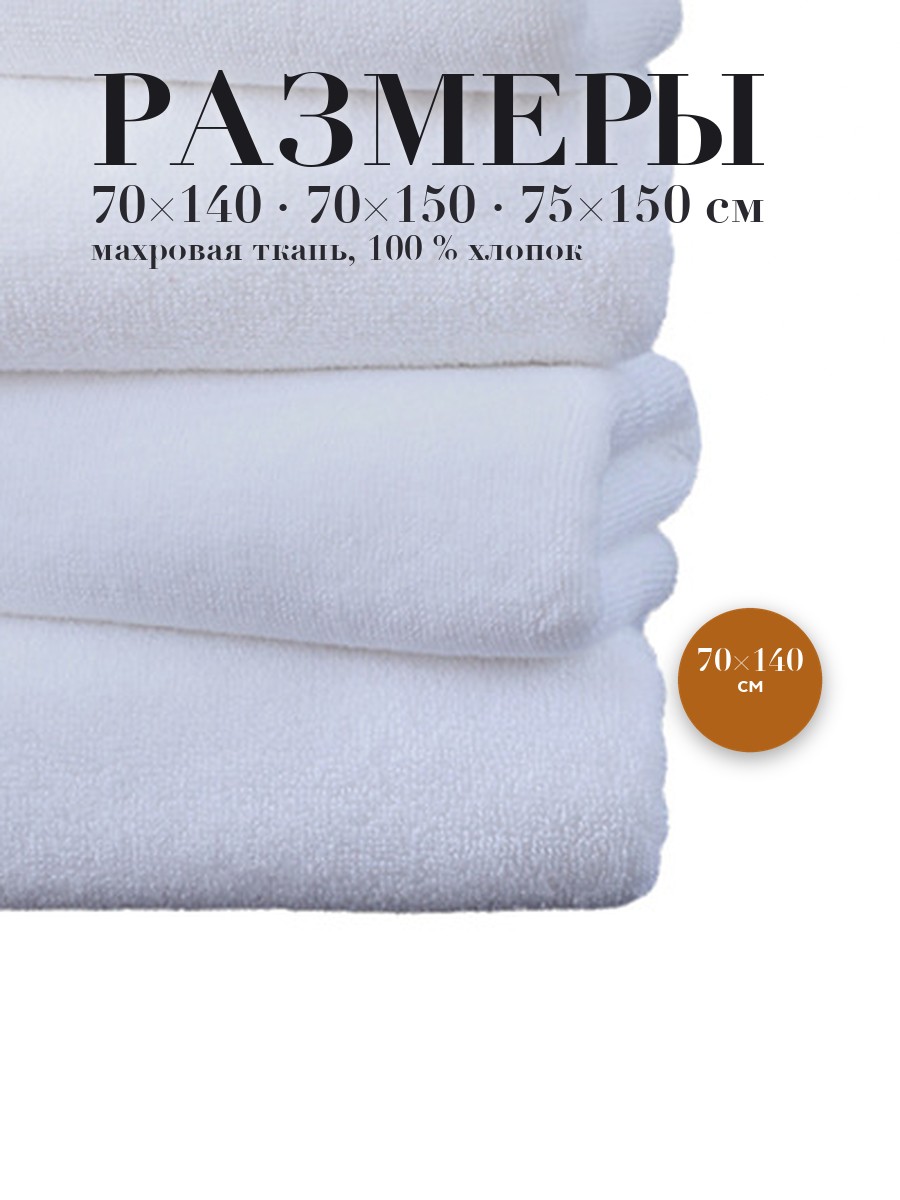 РАЗМЕРЫ
70×140 · 70×150 · 75×150 см
махровая ткань, 100 % хлопок
70×140
СМ